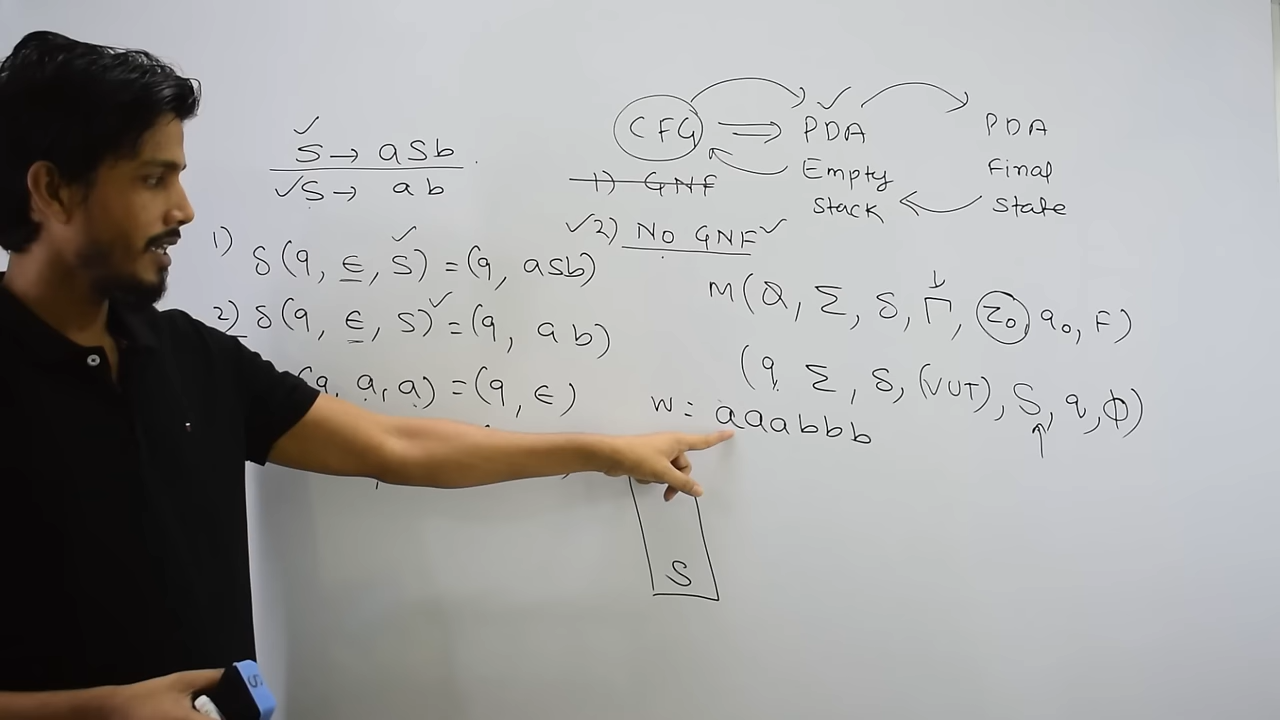 S → aSb
S → ab
1) δ(q, ϵ, S) = (q, aSb)
2) δ(q, ϵ, S) = (q, ab)
(q, a, a) = (q, ϵ)
CFG ⇒ PDA
Empty
Stack
PDA
Final
State
1) GNF
2) NO GNF
M(Q, Σ, δ, Γ, Z₀, q₀, F)
(q, Σ, δ, (VUT), S, q, ϕ)
W = aaabbb
S